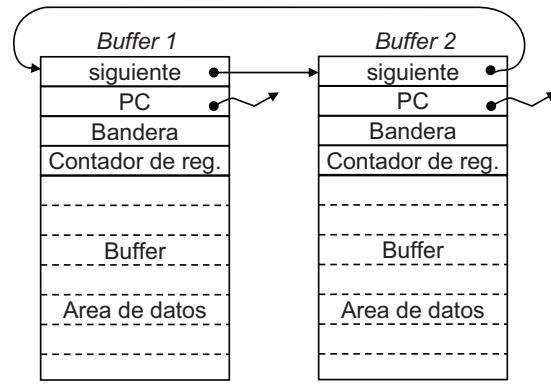 Buffer 1
siguiente
PC
Bandera
Contador de reg.
Buffer
Area de datos
Buffer 2
siguiente
PC
Bandera
Contador de reg.
Buffer
Area de datos